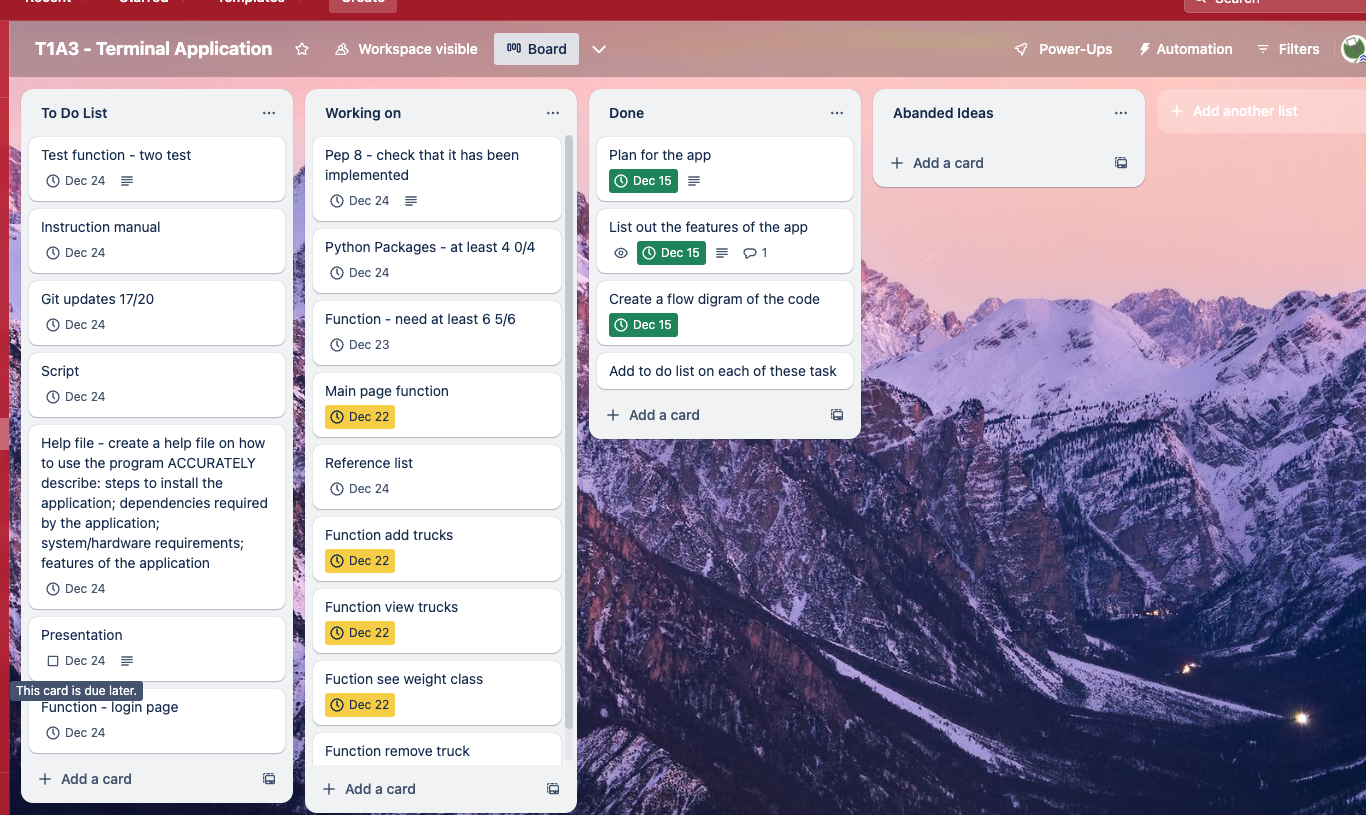 Recent
Starred
Templates
Create
Search
T1A3 - Terminal Application
Workspace visible
Board
Power-Ups
Automation
Filters
To Do List
Test function - two test
Dec 24
Instruction manual
Dec 24
Git updates 17/20
Dec 24
Script
Dec 24
Help file - create a help file on how
to use the program ACCURATELY
describe: steps to install the
application; dependencies required
by the application;
system/hardware requirements;
features of the application
Dec 24
Presentation
Dec 24
This card is due later.
Function - login page
Dec 24
Add a card
Working on
Pep 8 - check that it has been
implemented
Dec 24
Python Packages - at least 4 0/4
Dec 24
Function - need at least 6 5/6
Dec 23
Main page function
Dec 22
Reference list
Dec 24
Function add trucks
Dec 22
Function view trucks
Dec 22
Fuction see weight class
Dec 22
Function remove truck
Add a card
Done
Plan for the app
Dec 15
List out the features of the app
Dec 15
1
Create a flow digram of the code
Dec 15
Add to do list on each of these task
Add a card
Abanded Ideas
Add a card
Add another list